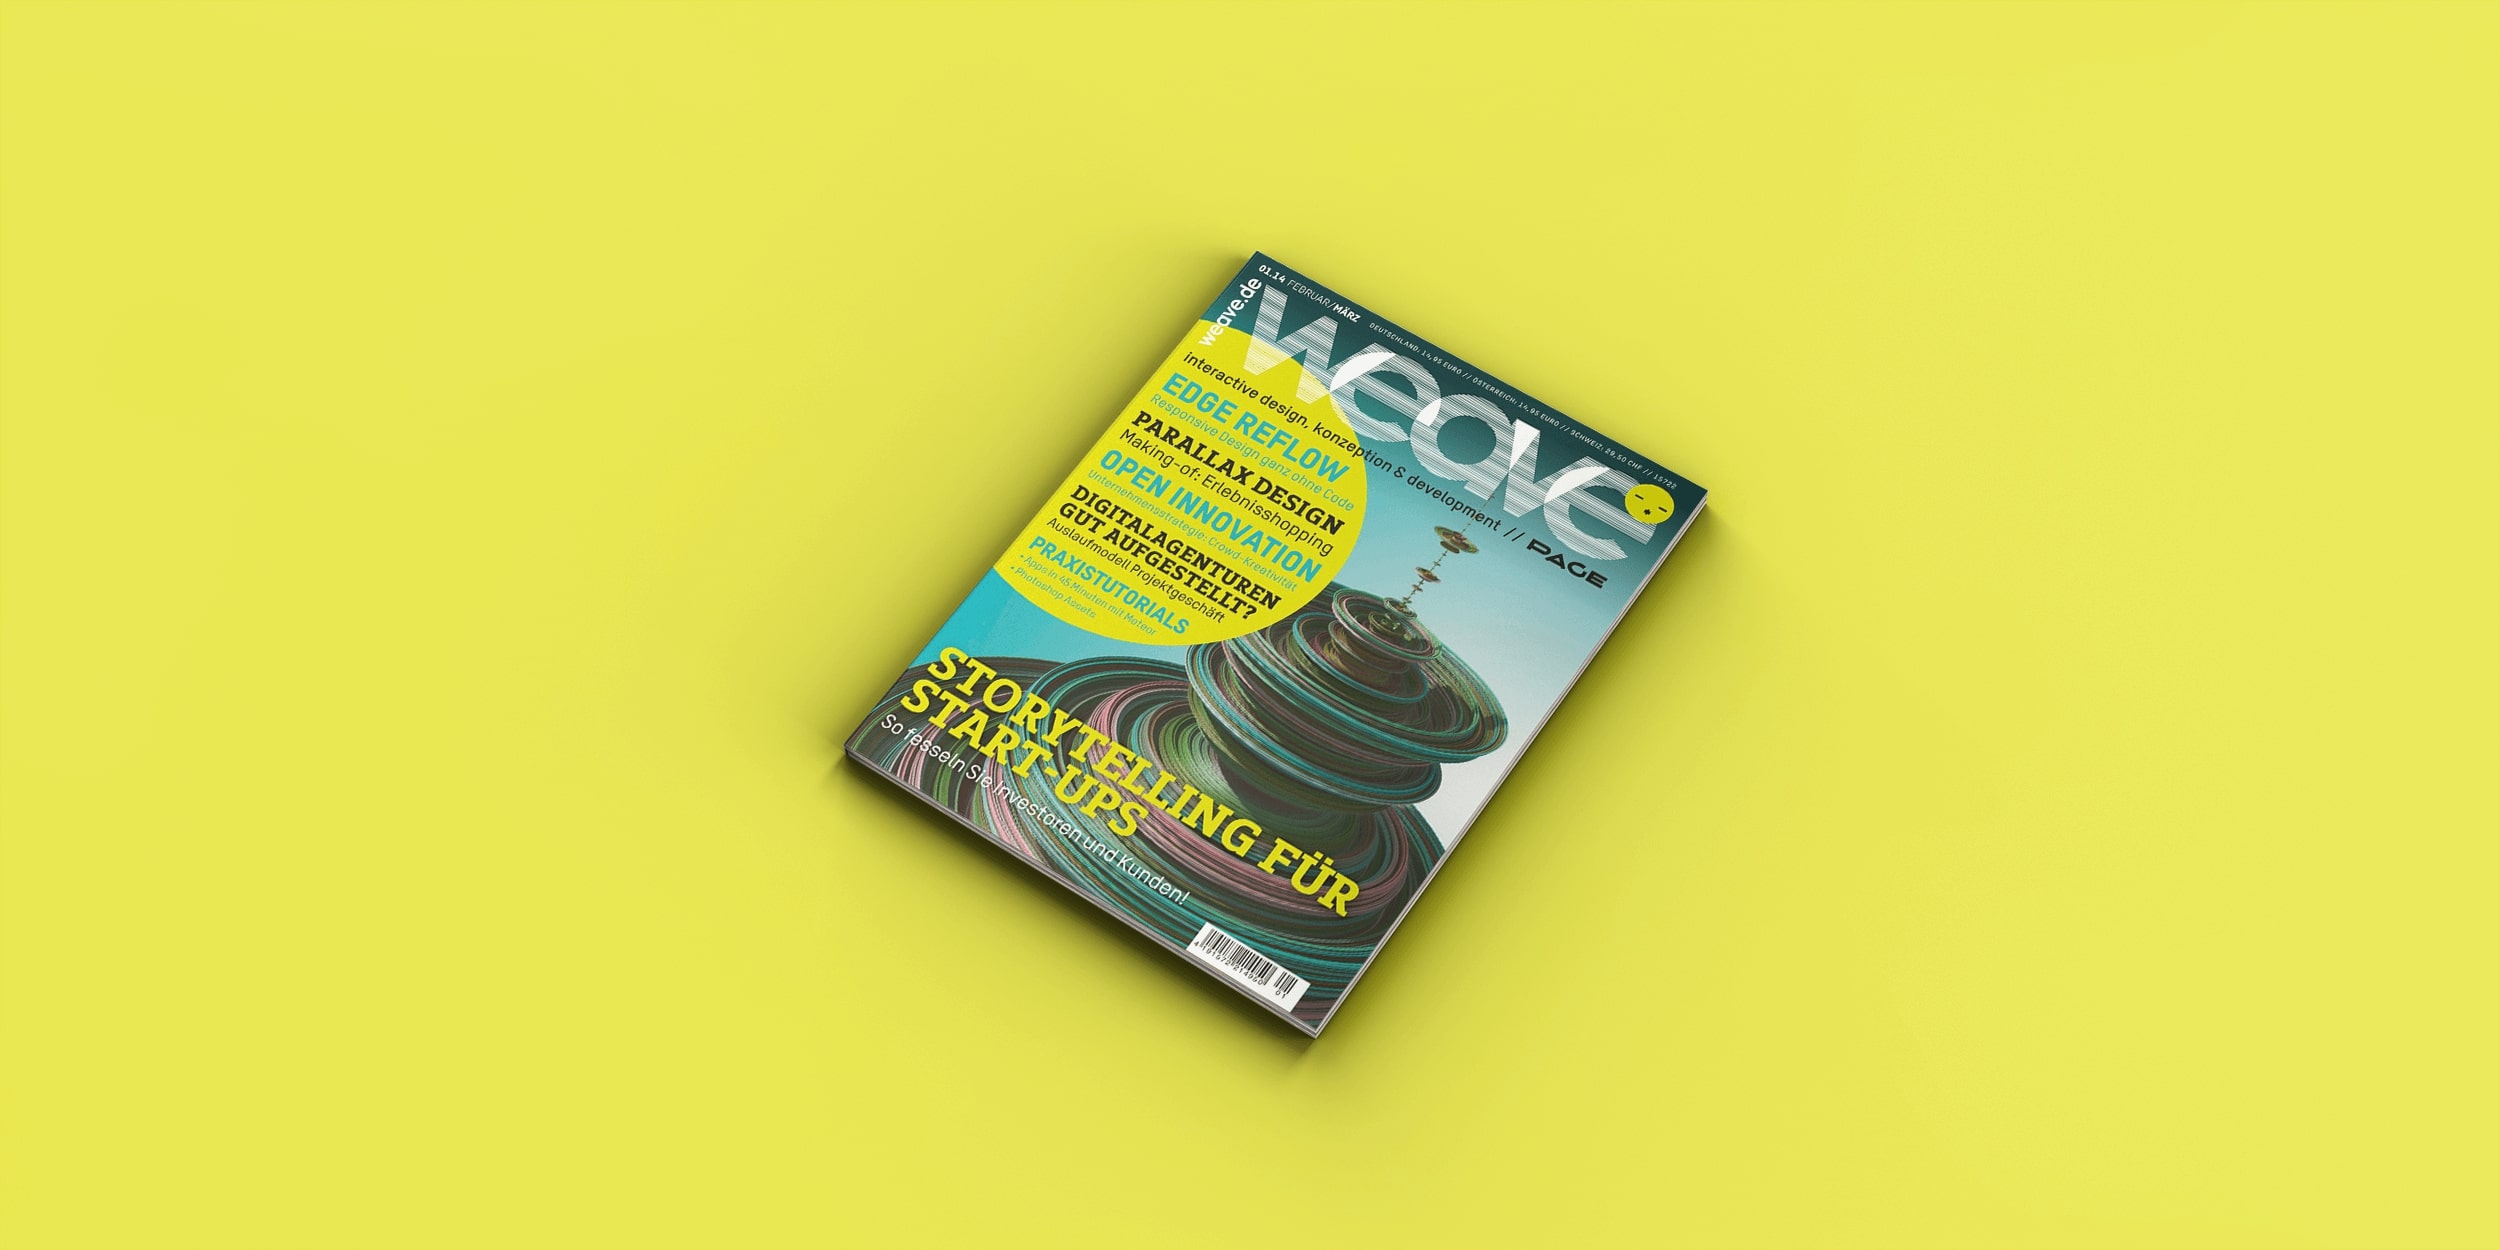 01.14 FEBRUAR/MÄRZ DEUTSCHLAND: 14,95 EURO // ÖSTERREICH: 14,95 EURO // SCHWEIZ: 29,50 CHF // 15722
weave.de
weave
interactive design, konzeption & development // PAGE
EDGE REFLOW
Responsive Design ganz ohne Code
PARALLAX DESIGN
Making-of: Erlebnisshopping
OPEN INNOVATION
Unternehmensstrategie: Crowd-Kreativität
DIGITALAGENTUREN
GUT AUFGESTELLT?
Auslaufmodell Projektgeschäft
PRAXISTUTORIALS
• Apps in 45 Minuten mit Meteor
• Photoshop Assets
STORYTELLING FÜR
START-UPS
So fesseln Sie Investoren und Kunden!
01